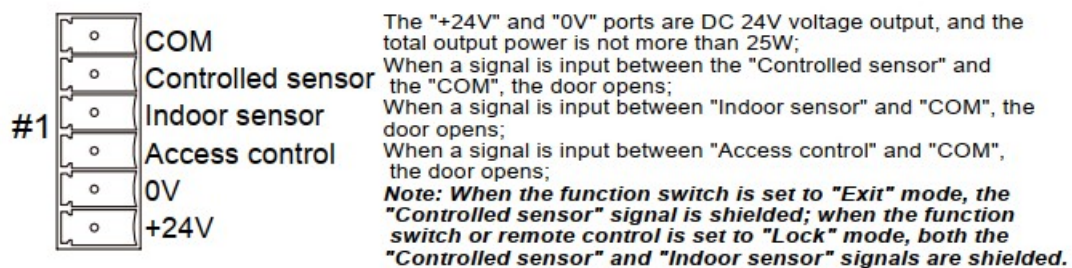 #1
COM
Controlled sensor
Indoor sensor
Access control
0V
+24V
The "+24V" and "0V" ports are DC 24V voltage output, and the
total output power is not more than 25W;
When a signal is input between the "Controlled sensor" and
the "COM", the door opens;
When a signal is input between "Indoor sensor" and "COM", the
door opens;
When a signal is input between "Access control" and "COM",
the door opens;
Note: When the function switch is set to "Exit" mode, the
"Controlled sensor" signal is shielded; when the function
switch or remote control is set to "Lock" mode, both the
"Controlled sensor" and "Indoor sensor" signals are shielded.